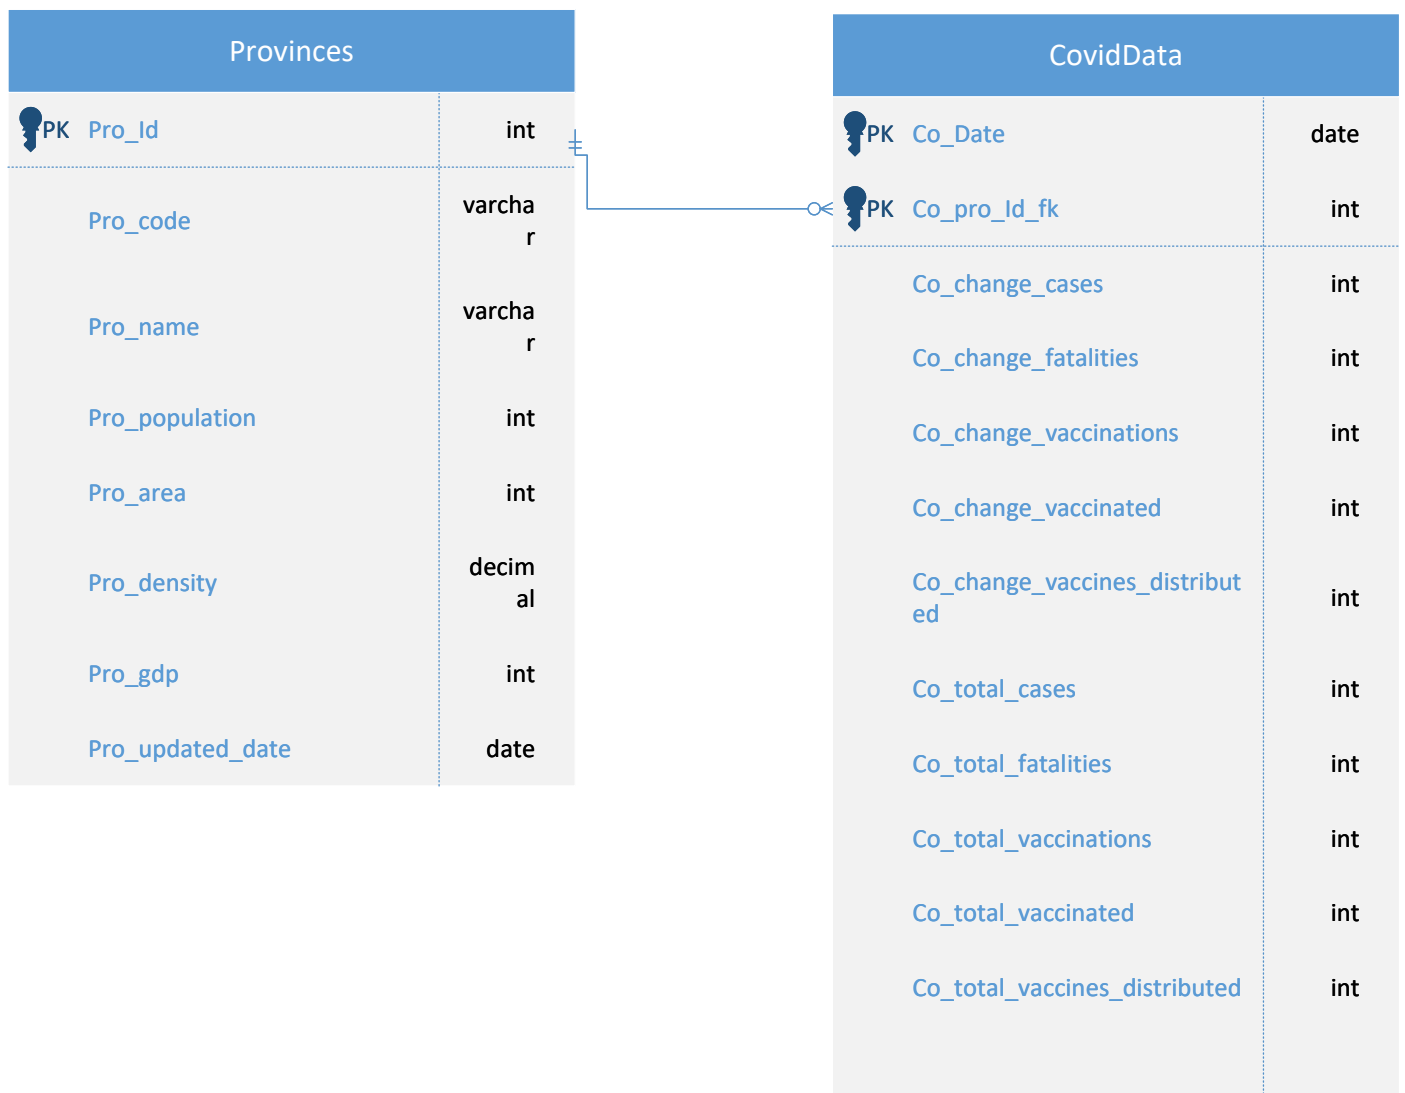 Provinces
PK Pro_Id int
Pro_code varcha
r
Pro_name varcha
r
Pro_population int
Pro_area int
Pro_density decim
al
Pro_gdp int
Pro_updated_date date
CovidData
PK Co_Date date
PK Co_pro_Id_fk int
Co_change_cases int
Co_change_fatalities int
Co_change_vaccinations int
Co_change_vaccinated int
Co_change_vaccines_distribut
ed int
Co_total_cases int
Co_total_fatalities int
Co_total_vaccinations int
Co_total_vaccinated int
Co_total_vaccines_distributed int